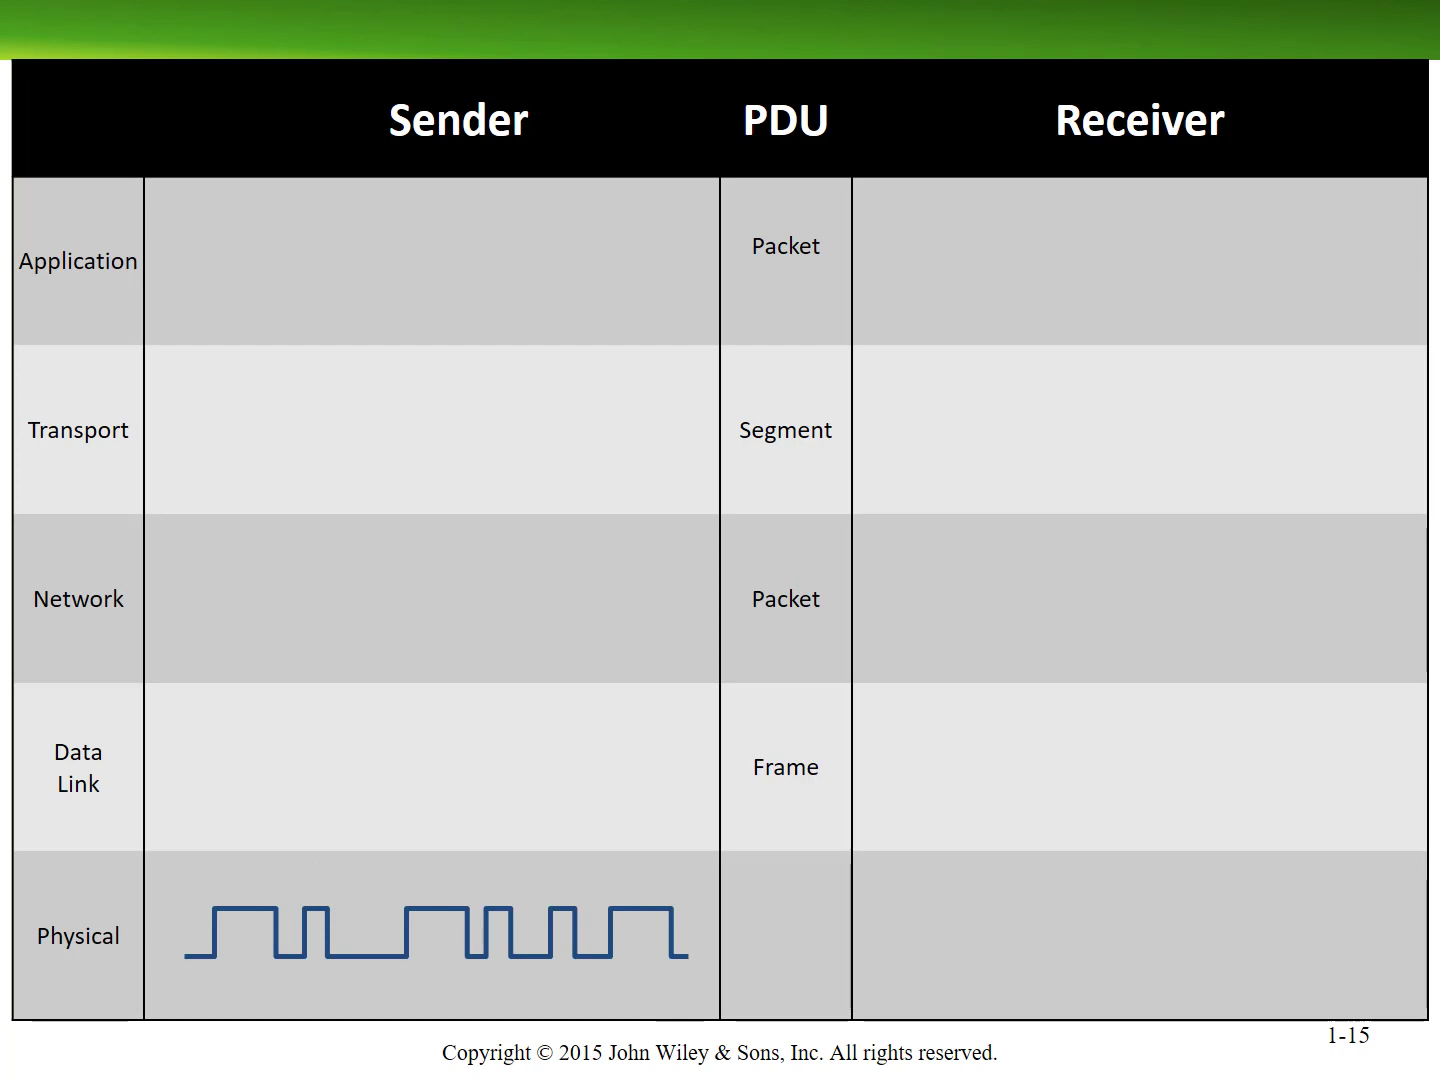 Sender PDU Receiver
Application Packet
Transport Segment
Network Packet
Data
Link
Frame
Physical
1-15
Copyright © 2015 John Wiley & Sons, Inc. All rights reserved.